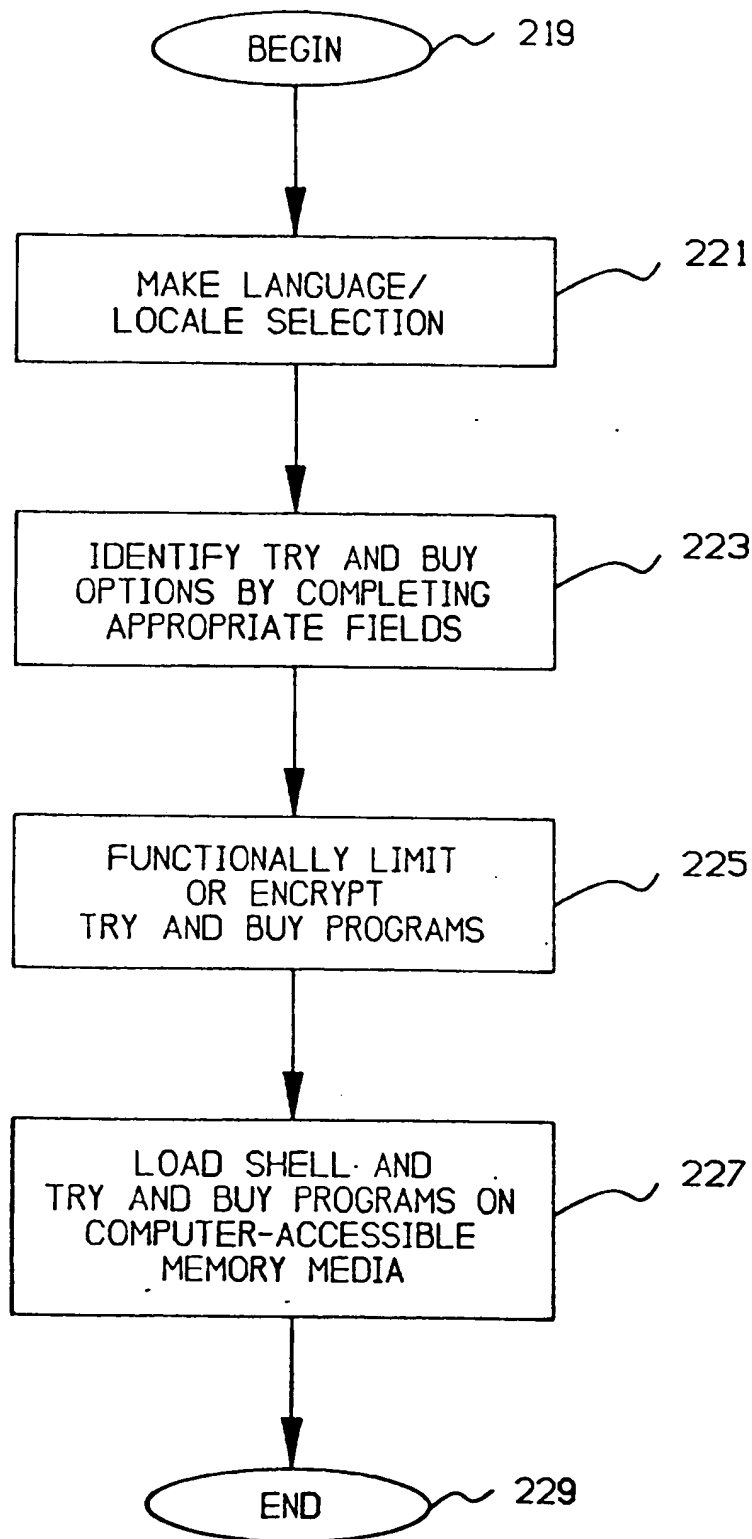 BEGIN
219
MAKE LANGUAGE/
LOCALE SELECTION
221
IDENTIFY TRY AND BUY
OPTIONS BY COMPLETING
APPROPRIATE FIELDS
223
FUNCTIONALLY LIMIT
OR ENCRYPT
TRY AND BUY PROGRAMS
225
LOAD SHELL AND
TRY AND BUY PROGRAMS ON
COMPUTER-ACCESSIBLE
MEMORY MEDIA
227
END
229